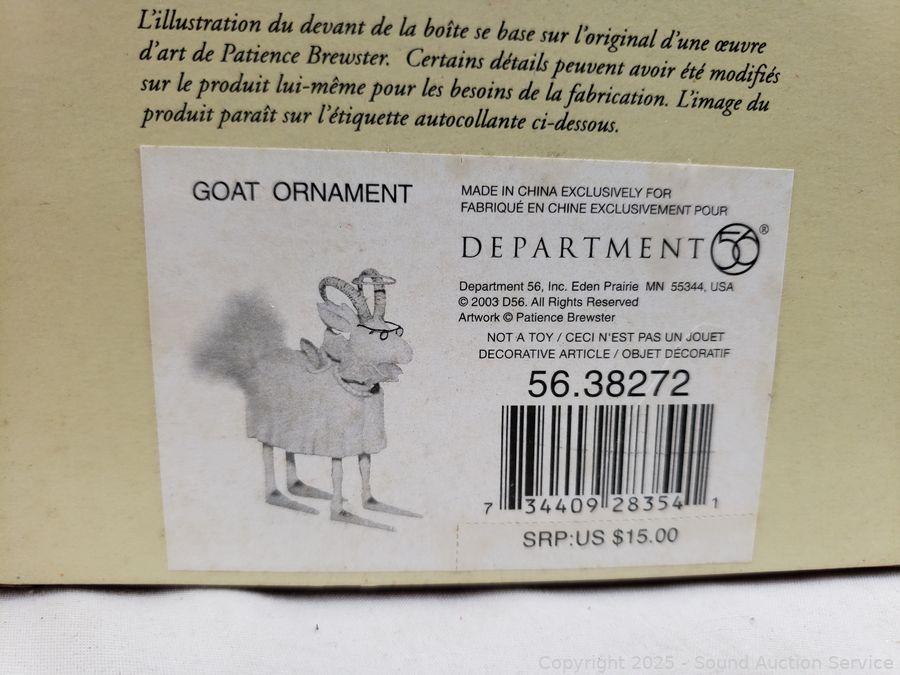 L'illustration du devant de la boîte se base sur l'original d'une œuvre
d'art de Patience Brewster. Certains détails peuvent avoir été modifiés
sur le produit lui-même pour les besoins de la fabrication. L'image du
produit paraît sur l'étiquette autocollante ci-dessous.
GOAT ORNAMENT
MADE IN CHINA EXCLUSIVELY FOR
FABRIQUÉ EN CHINE EXCLUSIVEMENT POUR
DEPARTMENT 56®
Department 56, Inc. Eden Prairie MN 55344, USA
© 2003 D56. All Rights Reserved
Artwork © Patience Brewster
NOT A TOY / CECI N'EST PAS UN JOUET
DECORATIVE ARTICLE / OBJET DÉCORATIF
56.38272
7 34409 28354 1
SRP:US $15.00
Copyright 2025 - Sound Auction Service